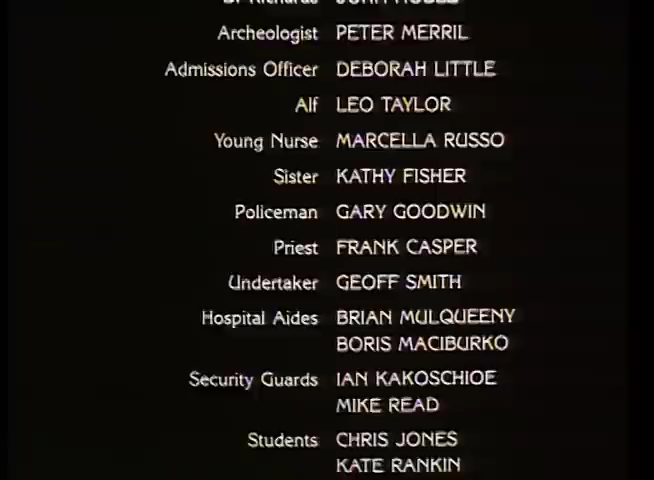 Archeologist PETER MERRIL
Admissions Officer DEBORAH LITTLE
Alf LEO TAYLOR
Young Nurse MARCELLA RUSSO
Sister KATHY FISHER
Policeman GARY GOODWIN
Priest FRANK CASPER
Undertaker GEOFF SMITH
Hospital Aides BRIAN MULQUEENY
BORIS MACIBURKO
Security Guards IAN KAKOSCHIOE
MIKE READ
Students CHRIS JONES
KATE RANKIN